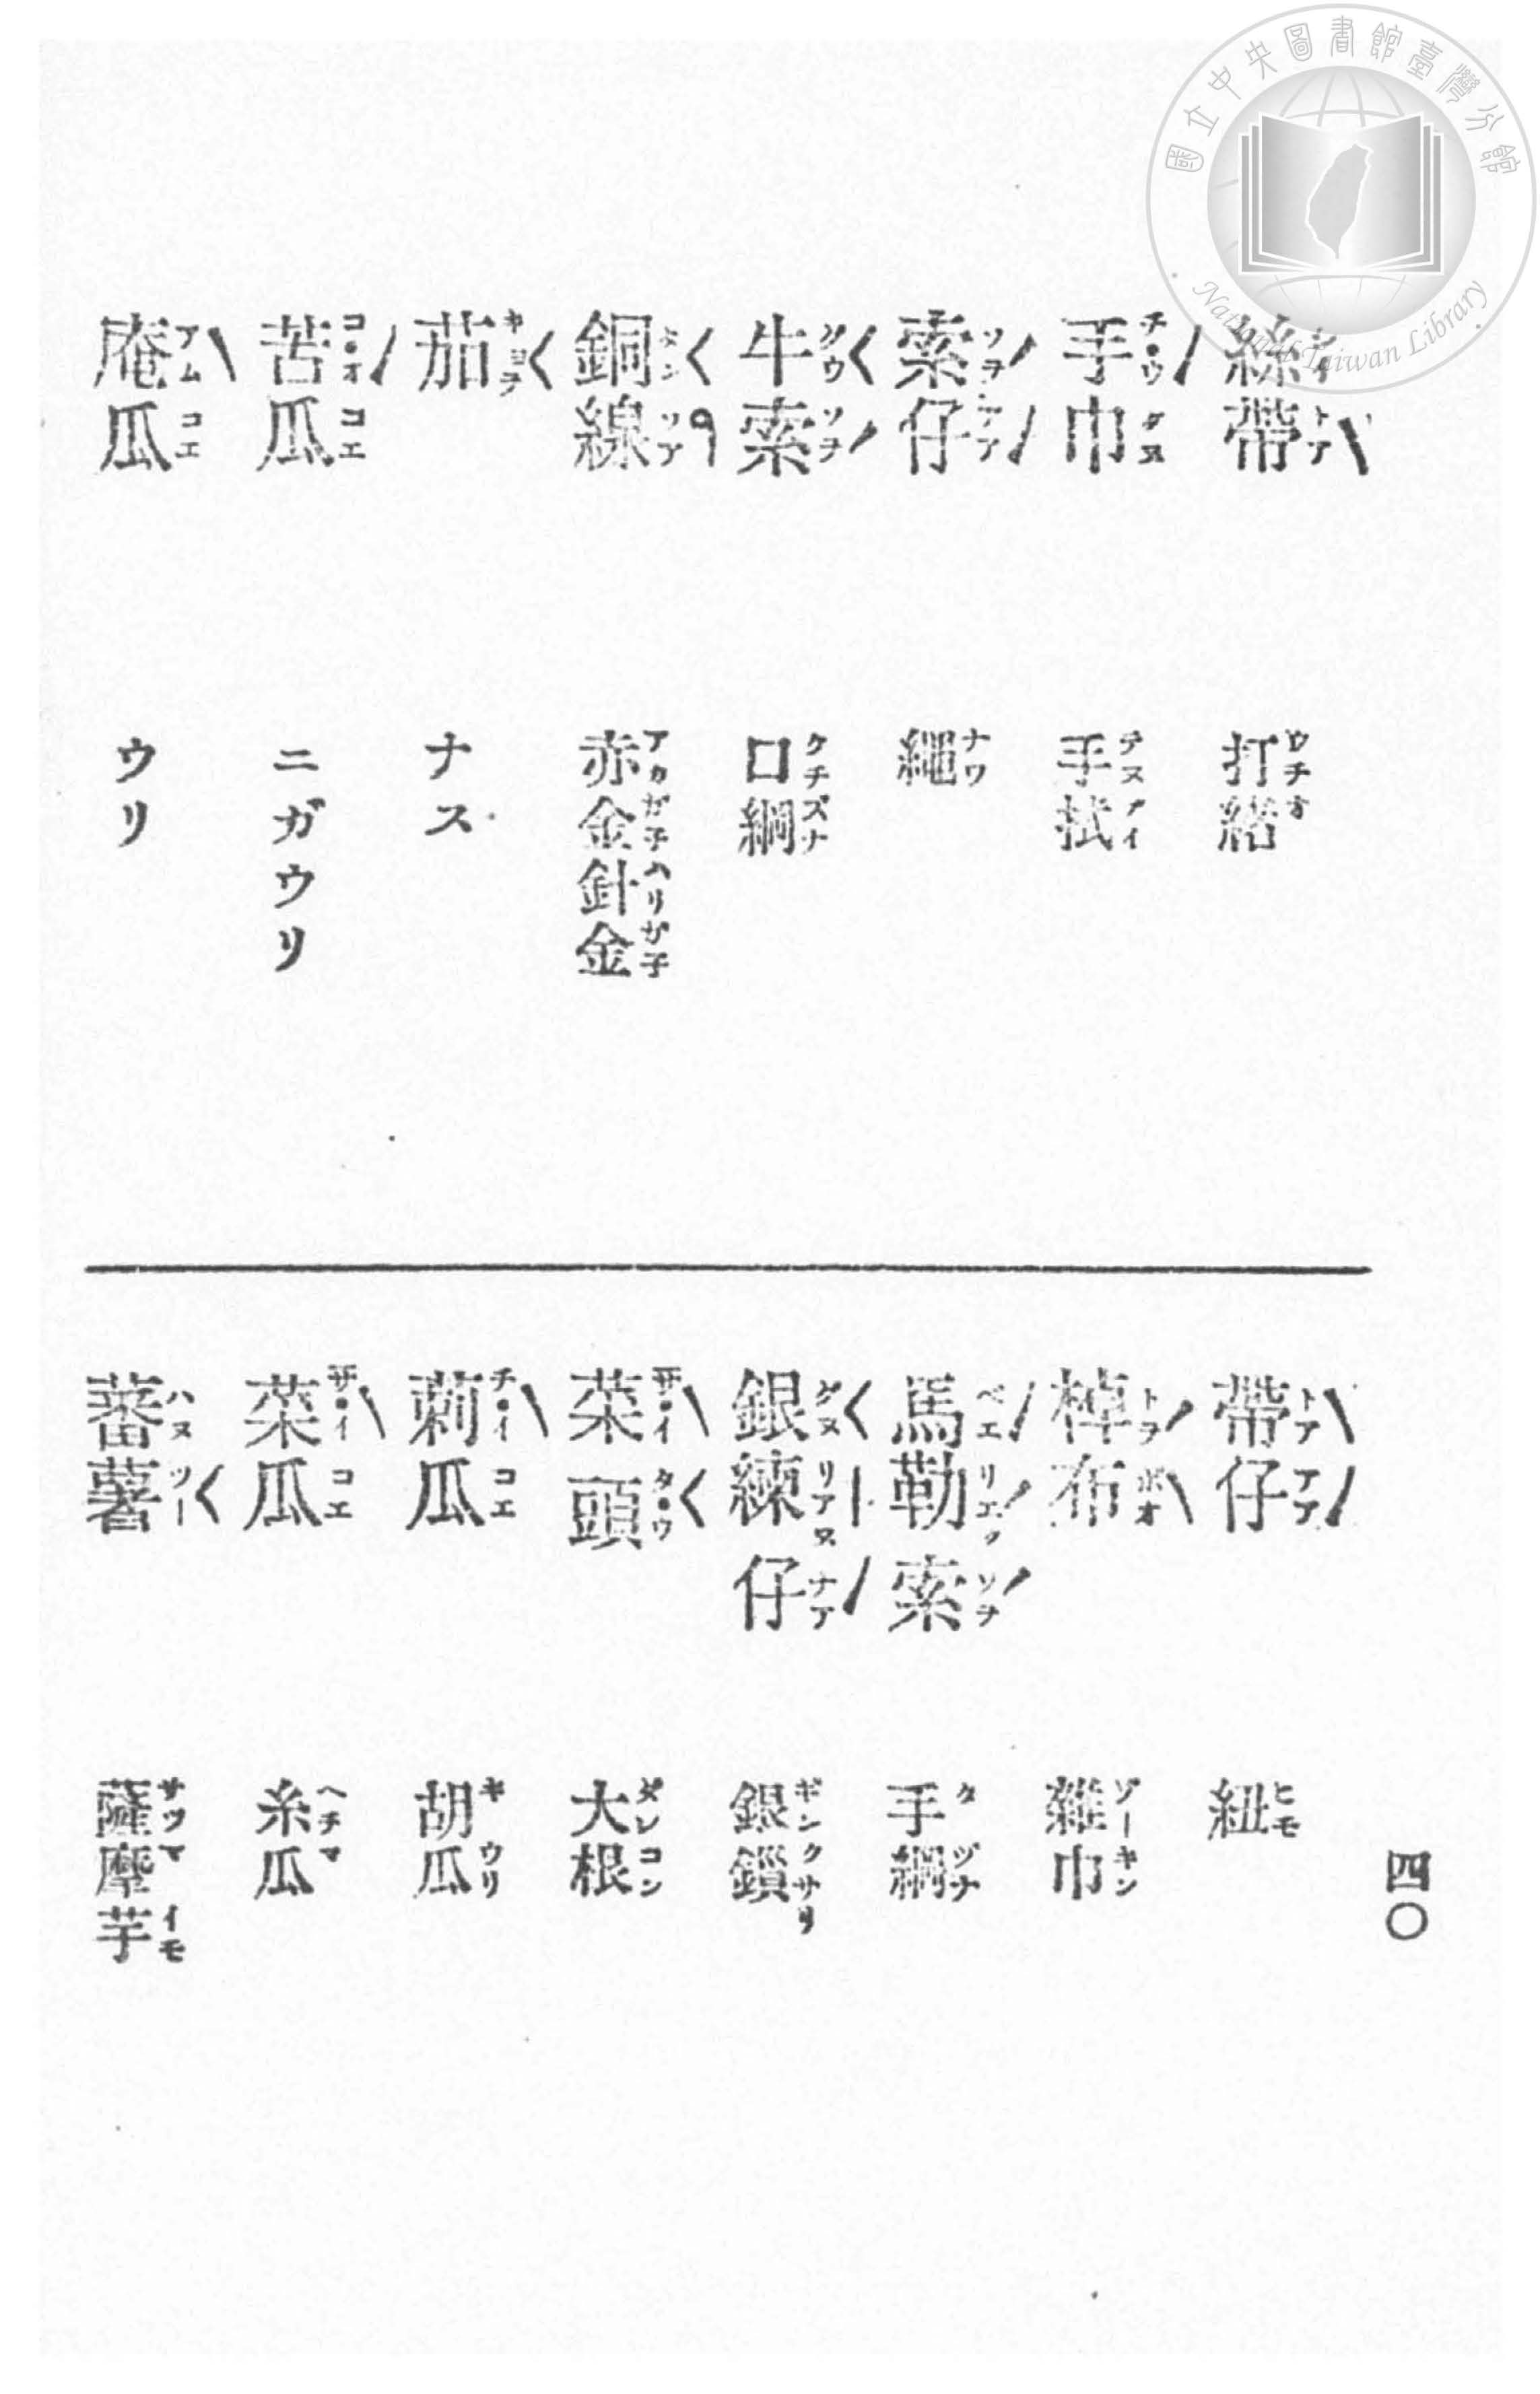 國立中央圖書館臺灣分館
National Taiwan Library
絲帶 打緒
手巾 手拭
索仔 繩
牛索 口綱
銅線 赤金針金
茄 ナス
苦瓜 ニガウリ
庵瓜 ウリ
帶仔 紐
棹布 雜巾
馬勒索 手綱
銀練仔 銀鎖
菜頭 大根
莿瓜 胡瓜
菜瓜 糸瓜
蕃薯 薩摩芋
四〇